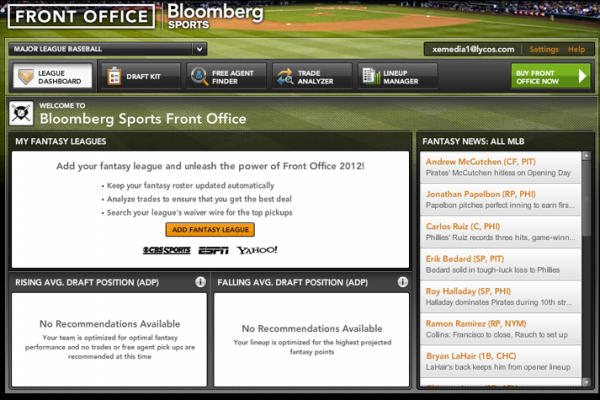 FRONT OFFICE Bloomberg
SPORTS
MAJOR LEAGUE BASEBALL
xemedia1@lycos.com Settings Help
LEAGUE DASHBOARD
DRAFT KIT
FREE AGENT FINDER
TRADE ANALYZER
LINEUP MANAGER
BUY FRONT OFFICE NOW
WELCOME TO
Bloomberg Sports Front Office
MY FANTASY LEAGUES
Add your fantasy league and unleash the power of Front Office 2012!
• Keep your fantasy roster updated automatically
• Analyze trades to ensure that you get the best deal
• Search your league's waiver wire for the top pickups
ADD FANTASY LEAGUE
CBSSPORTS ESPN YAHOO!
RISING AVG. DRAFT POSITION (ADP)
No Recommendations Available
Your team is optimized for optimal fantasy
performance and no trades or free agent pick ups are
recommended at this time
FALLING AVG. DRAFT POSITION (ADP)
No Recommendations Available
Your lineup is optimized for the highest projected
fantasy points
FANTASY NEWS: ALL MLB
Andrew McCutchen (CF, PIT)
Pirates' McCutchen hitless on Opening Day
Jonathan Papelbon (RP, PHI)
Papelbon pitches perfect inning to earn firs...
Carlos Ruiz (C, PHI)
Phillies' Ruiz records three hits, game-winn...
Erik Bedard (SP, PIT)
Bedard solid in tough-luck loss to Phillies
Roy Halladay (SP, PHI)
Halladay dominates Pirates during 10th str...
Ramon Ramirez (RP, NYM)
Collins: Francisco to close, Rauch to set up
Bryan LaHair (1B, CHC)
LaHair's back keeps him from opener lineup